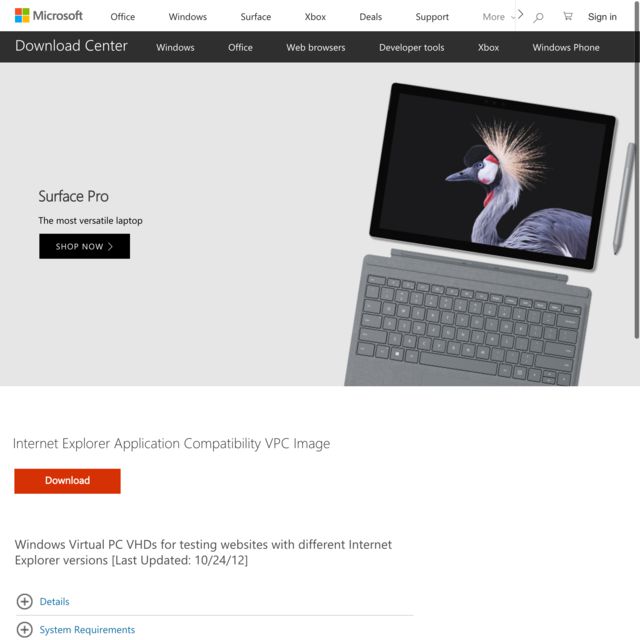 Microsoft Office Windows Surface Xbox Deals Support More Sign in
Download Center Windows Office Web browsers Developer tools Xbox Windows Phone
Surface Pro
The most versatile laptop
SHOP NOW
Internet Explorer Application Compatibility VPC Image
Download
Windows Virtual PC VHDs for testing websites with different Internet
Explorer versions [Last Updated: 10/24/12]
Details
System Requirements